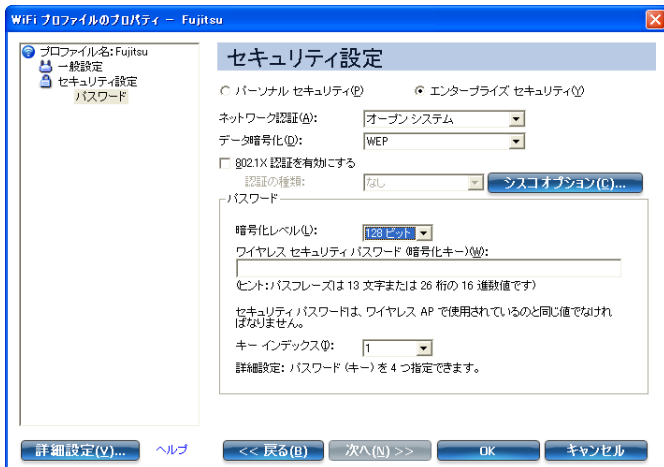 WiFi プロファイルのプロパティ － Fujitsu
プロファイル名: Fujitsu
一般設定
セキュリティ設定
パスワード
セキュリティ設定
パーソナル セキュリティ(P)
エンタープライズ セキュリティ(Y)
ネットワーク認証(A):
オープン システム
データ暗号化(D):
WEP
802.1X 認証を有効にする
認証の種類:
なし
シスコ オプション(C)...
パスワード
暗号化レベル(L):
128 ビット
ワイヤレス セキュリティ パスワード (暗号化キー)(W):
(ヒント: パスフレーズは 13 文字または 26 桁の 16 進数値です)
セキュリティ パスワードは、ワイヤレス AP で使用されているのと同じ値でなけれ
ばなりません。
キー インデックス(I):
1
詳細設定: パスワード (キー) を 4 つ指定できます。
詳細設定(V)...
ヘルプ
<< 戻る(B)
次へ(N) >>
OK
キャンセル